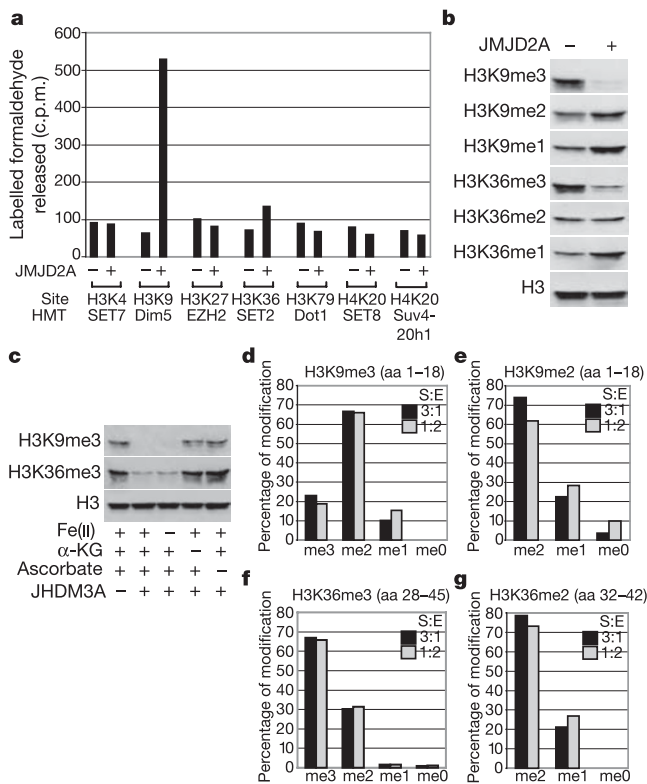 a
Labelled formaldehyde
released (c.p.m.)
600
500
400
300
200
100
0
JMJD2A − + − + − + − + − + − + − +
Site H3K4 H3K9 H3K27 H3K36 H3K79 H4K20 H4K20
HMT SET7 Dim5 EZH2 SET2 Dot1 SET8 Suv4-
20h1
b
JMJD2A − +
H3K9me3
H3K9me2
H3K9me1
H3K36me3
H3K36me2
H3K36me1
H3
c
H3K9me3
H3K36me3
H3
Fe(II) + + − + +
α-KG + + + − +
Ascorbate + + + + −
JHDM3A − + + + +
d
H3K9me3 (aa 1–18)
Percentage of modification
80
70
60
50
40
30
20
10
0
S:E
3:1
1:2
me3 me2 me1 me0
e
H3K9me2 (aa 1–18)
Percentage of modification
80
70
60
50
40
30
20
10
0
S:E
3:1
1:2
me2 me1 me0
f
H3K36me3 (aa 28–45)
Percentage of modification
80
70
60
50
40
30
20
10
0
S:E
3:1
1:2
me3 me2 me1 me0
g
H3K36me2 (aa 32–42)
Percentage of modification
80
70
60
50
40
30
20
10
0
S:E
3:1
1:2
me2 me1 me0